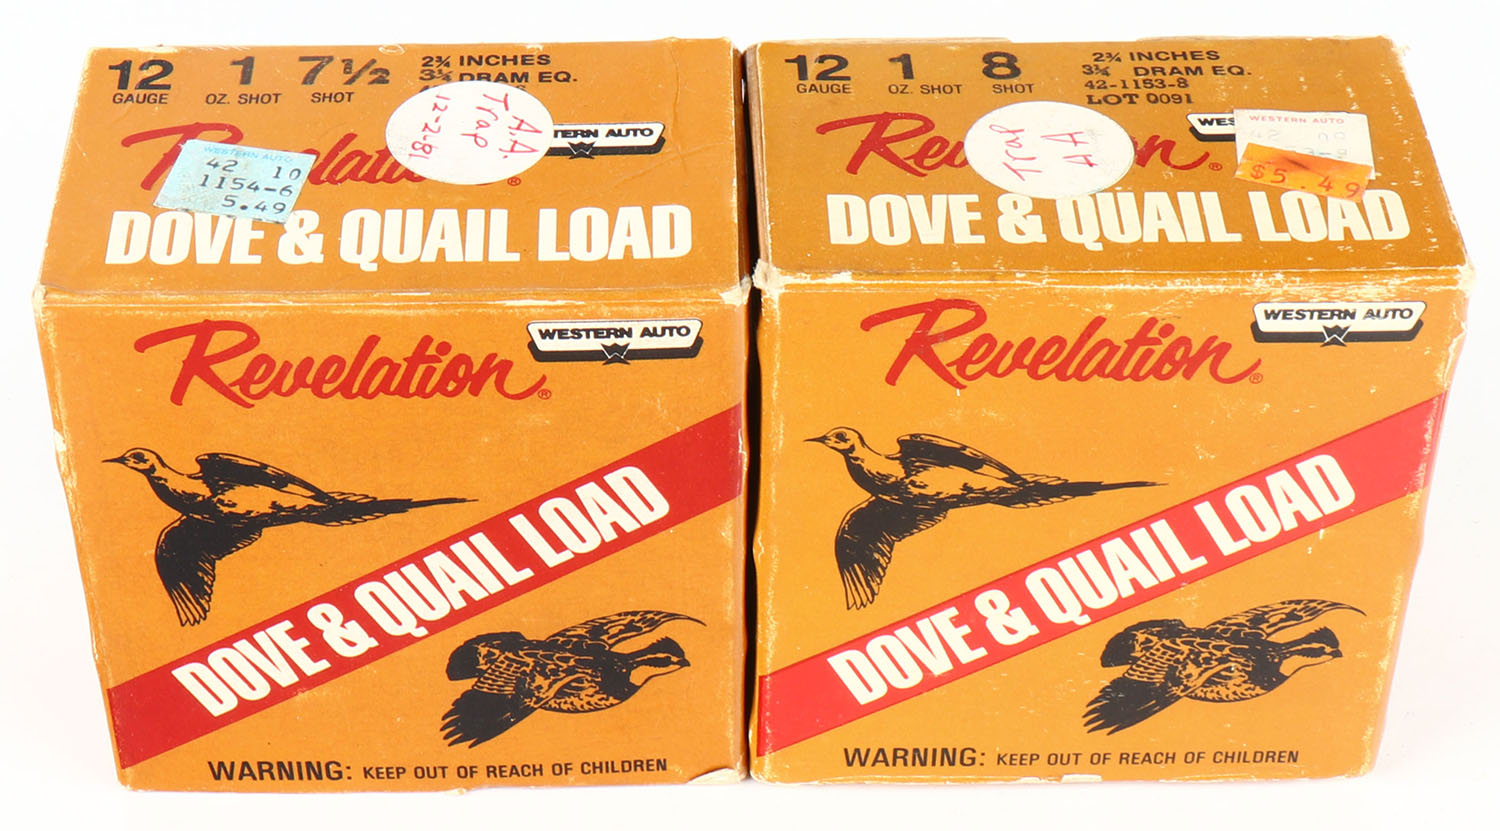 12 1 7½
GAUGE OZ. SHOT SHOT
2¾ INCHES
3¼ DRAM EQ.
A.A.
Trap
12-2-81
WESTERN AUTO
Revelation ®
WESTERN AUTO
42 10
1154-6
5.49
DOVE & QUAIL LOAD
Revelation®
WESTERN AUTO
DOVE & QUAIL LOAD
WARNING: KEEP OUT OF REACH OF CHILDREN
12 1 8
GAUGE OZ. SHOT SHOT
2¾ INCHES
3¼ DRAM EQ.
42-1153-8
LOT 0091
Trap
AA
WESTERN AUTO
42
$5.49
DOVE & QUAIL LOAD
Revelation®
WESTERN AUTO
DOVE & QUAIL LOAD
WARNING: KEEP OUT OF REACH OF CHILDREN